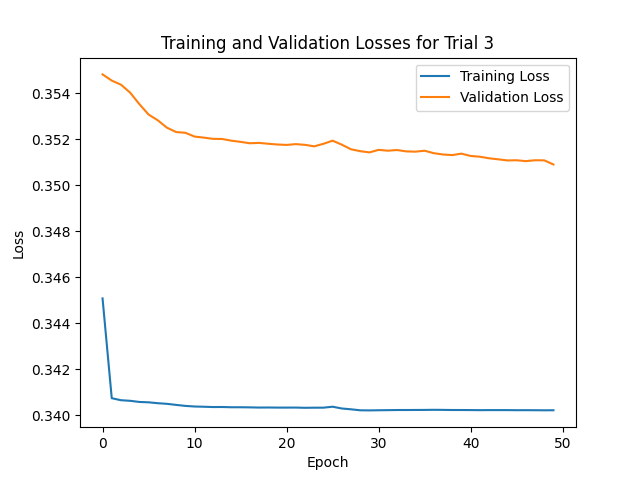 Training and Validation Losses for Trial 3
Training Loss
Validation Loss
0.354
0.352
0.350
0.348
0.346
0.344
0.342
0.340
Loss
0 10 20 30 40 50
Epoch